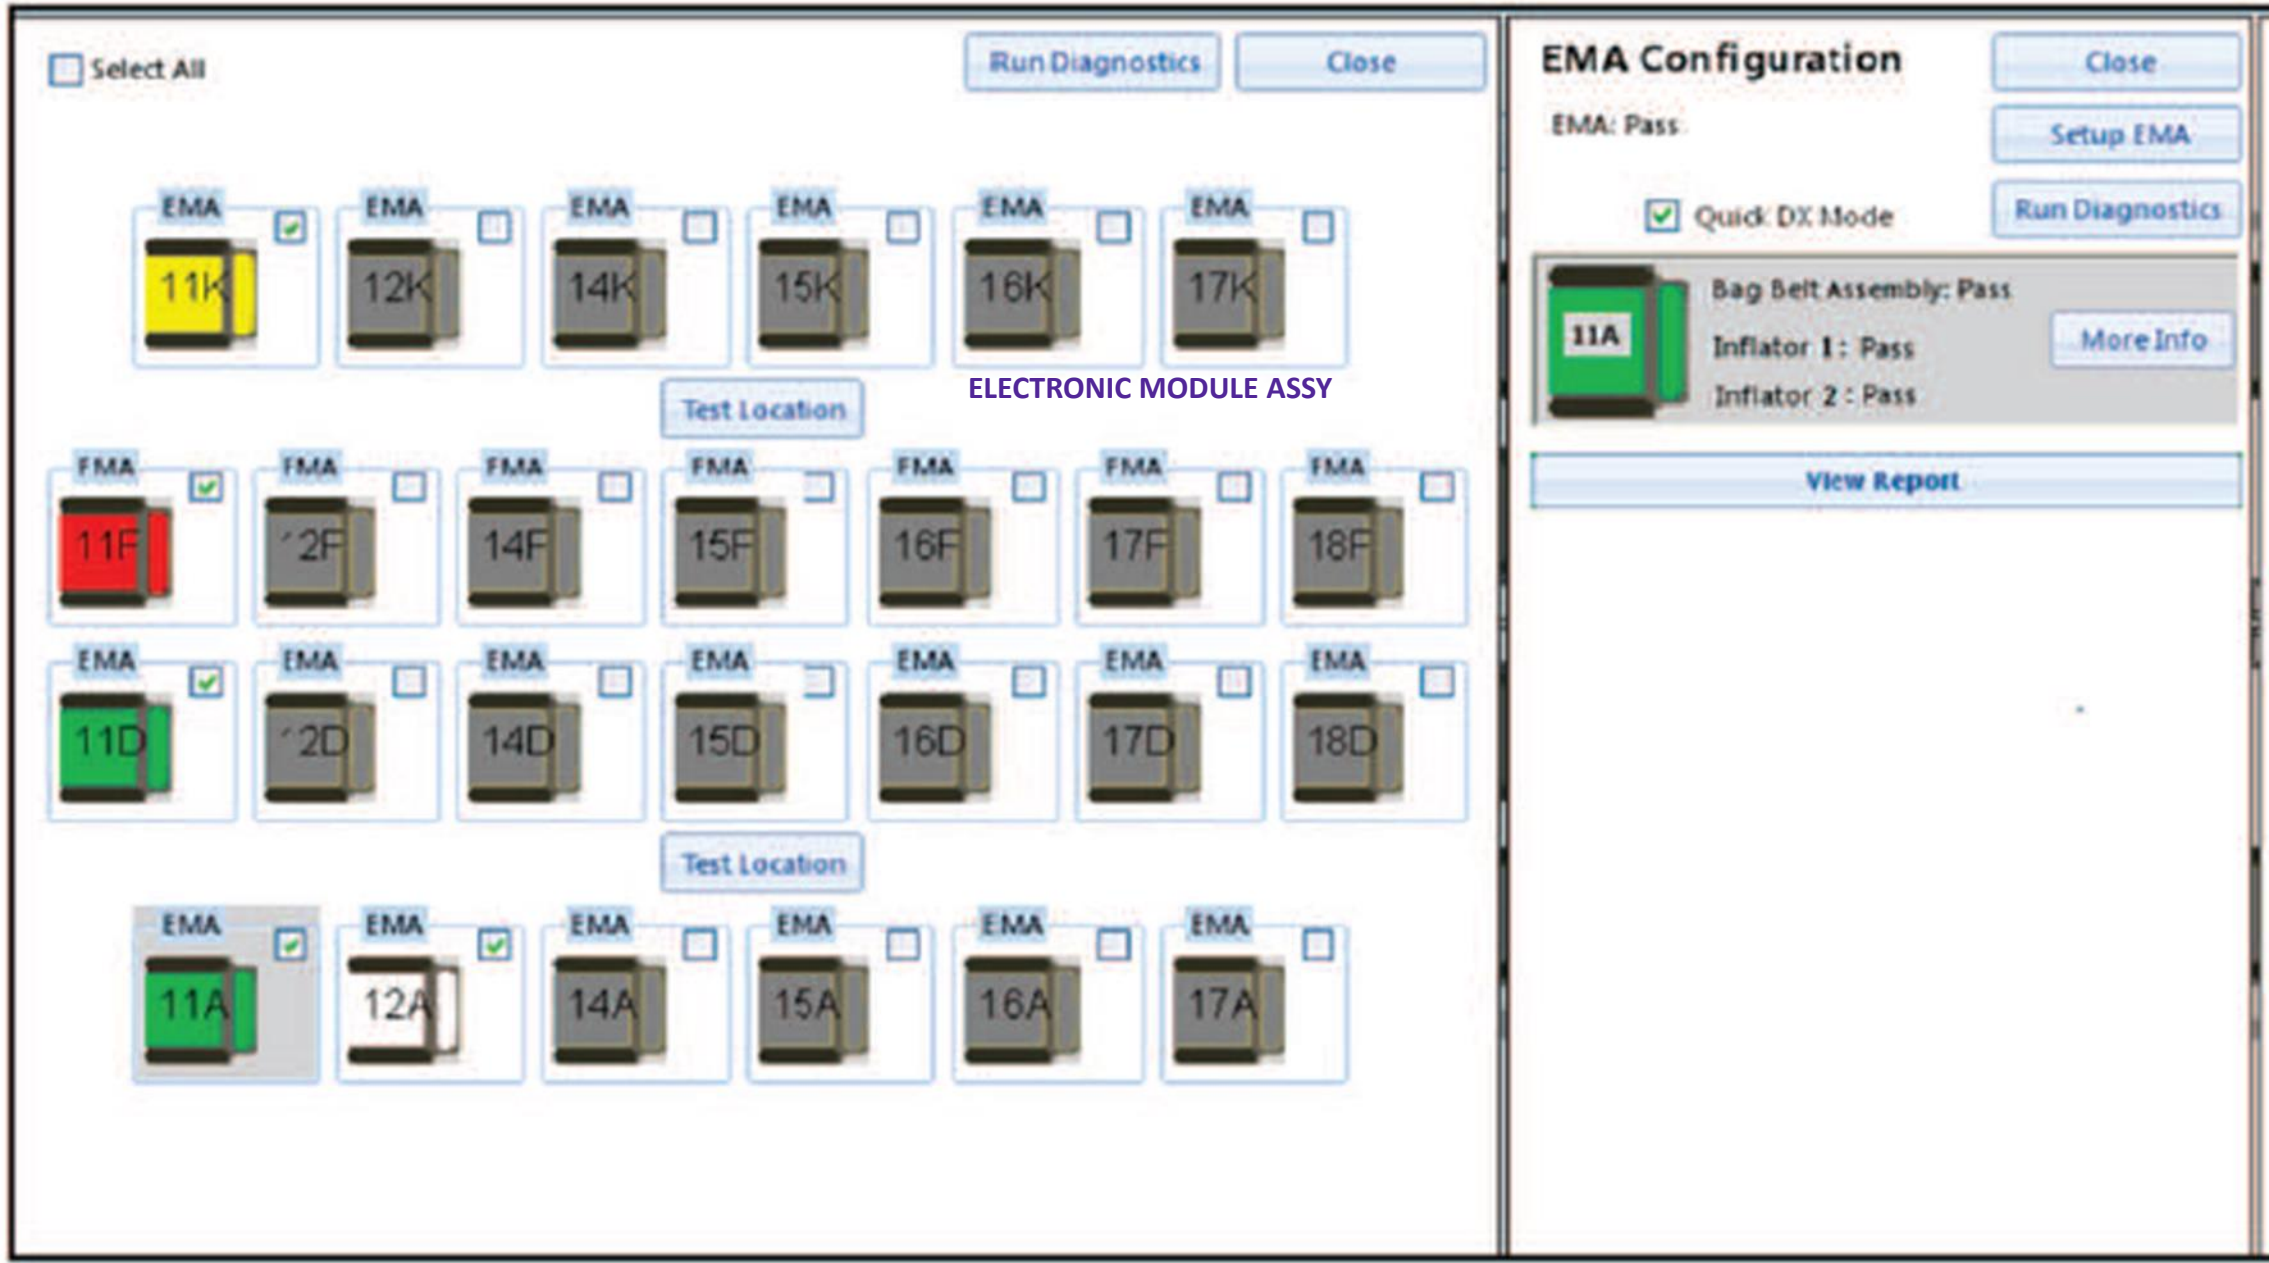 Select All
Run Diagnostics
Close
EMA EMA EMA EMA EMA EMA
11K 12K 14K 15K 16K 17K
Test Location
ELECTRONIC MODULE ASSY
EMA EMA EMA EMA EMA EMA EMA
11F 12F 14F 15F 16F 17F 18F
EMA EMA EMA EMA EMA EMA EMA
11D 12D 14D 15D 16D 17D 18D
Test Location
EMA EMA EMA EMA EMA EMA
11A 12A 14A 15A 16A 17A
EMA Configuration
Close
EMA: Pass
Setup EMA
Quick DX Mode
Run Diagnostics
11A
Bag Belt Assembly: Pass
Inflator 1: Pass
Inflator 2: Pass
More Info
View Report